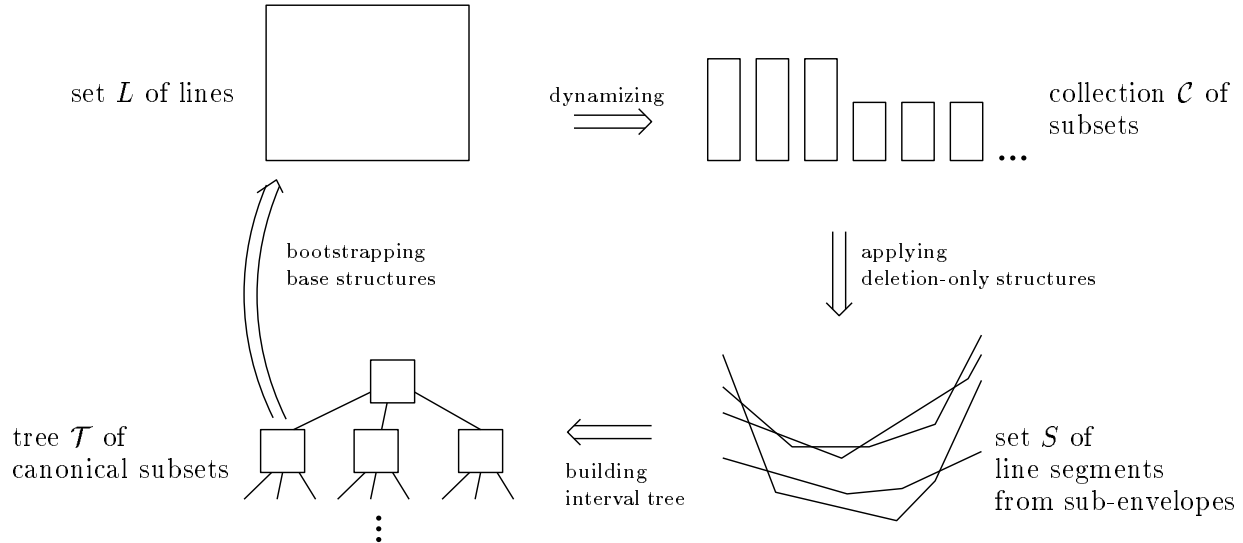 set L of lines
dynamizing
collection C of
subsets
bootstrapping
base structures
applying
deletion-only structures
tree T of
canonical subsets
building
interval tree
set S of
line segments
from sub-envelopes